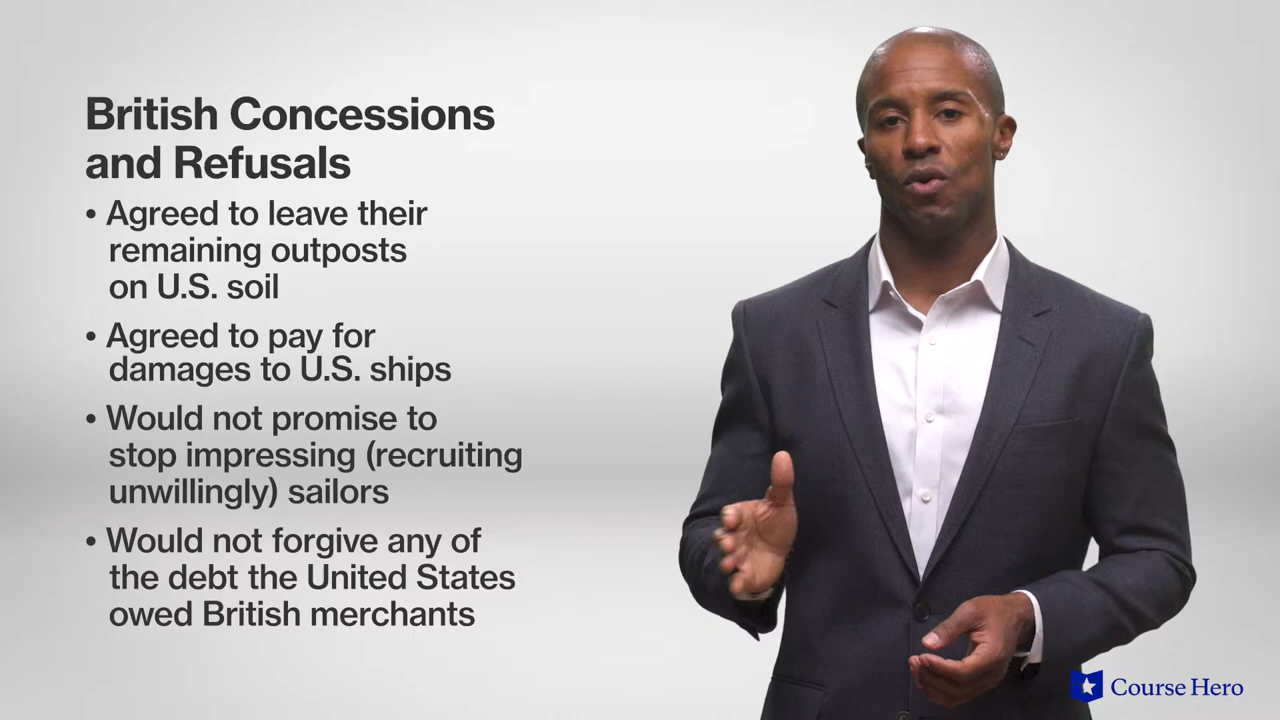 British Concessions
and Refusals
• Agreed to leave their
remaining outposts
on U.S. soil
• Agreed to pay for
damages to U.S. ships
• Would not promise to
stop impressing (recruiting
unwillingly) sailors
• Would not forgive any of
the debt the United States
owed British merchants
Course Hero